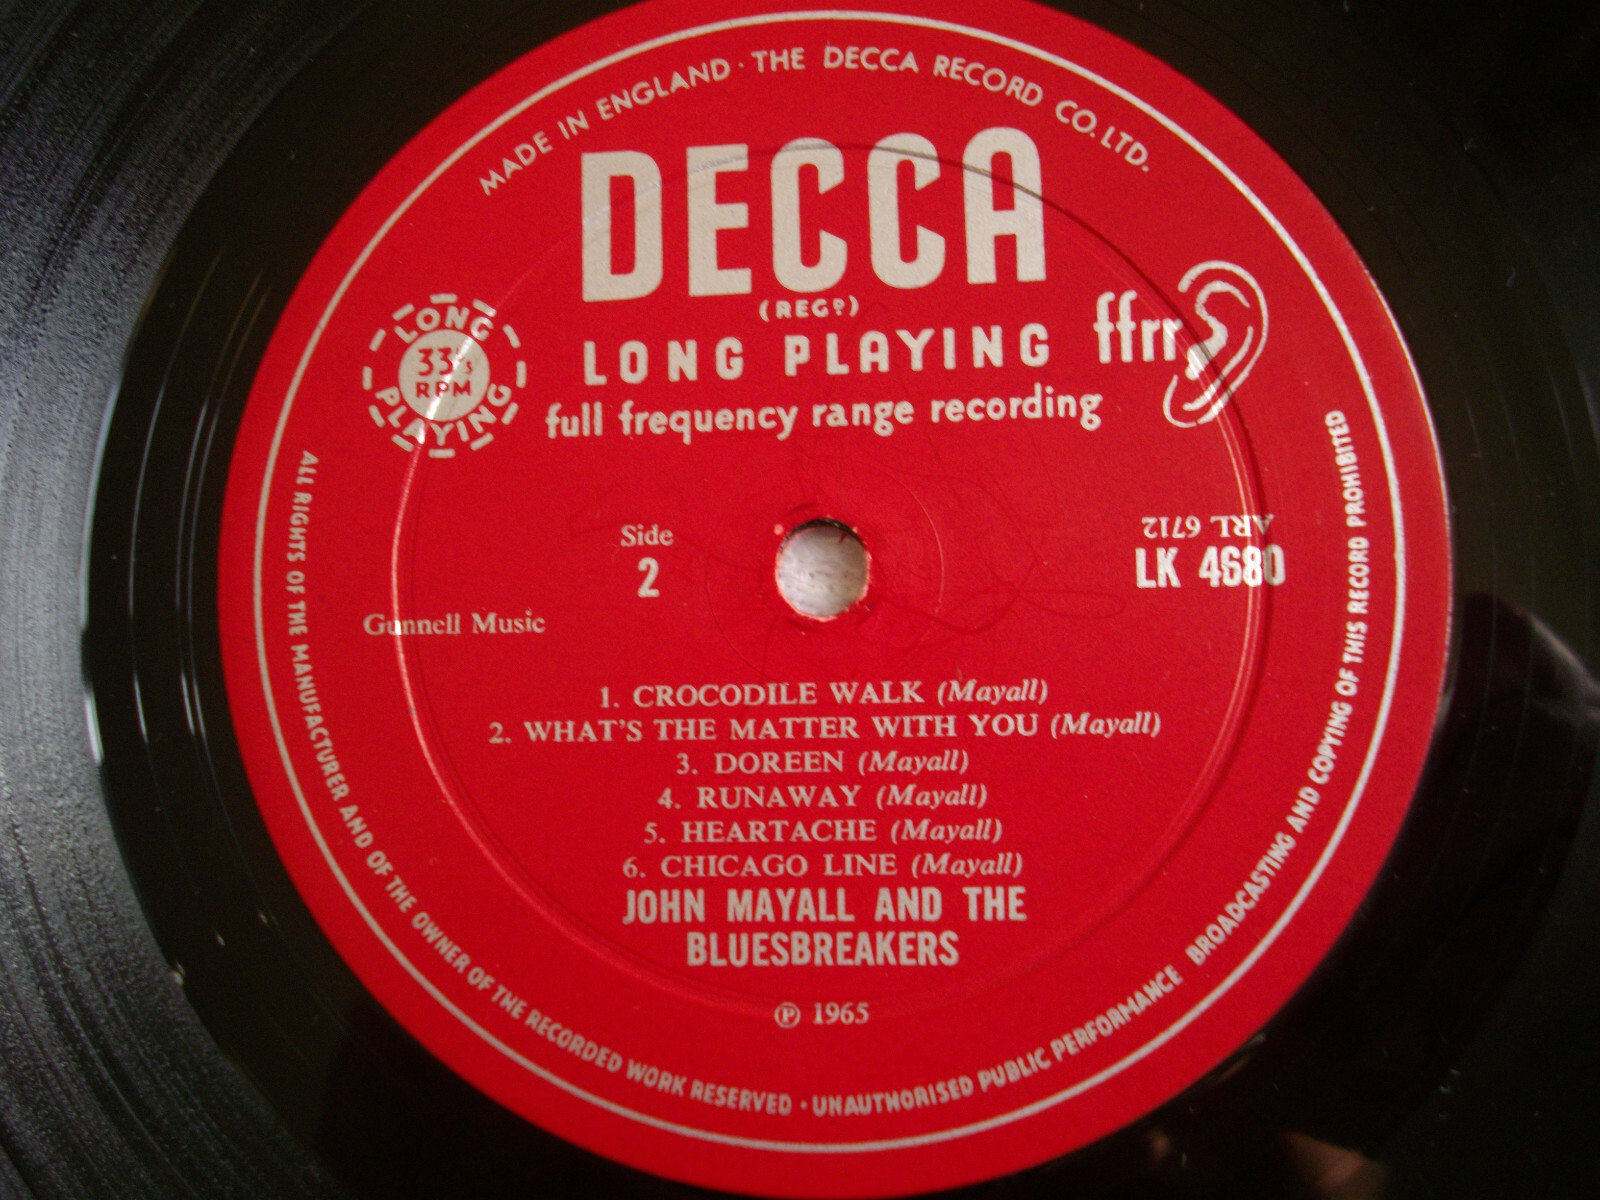 MADE IN ENGLAND · THE DECCA RECORD CO. LTD.
DECCA
(REGD)
LONG PLAYING
33⅓
RPM
LONG PLAYING
ffrr
full frequency range recording
Side
2
ARL 6712
LK 4680
Gunnell Music
1. CROCODILE WALK (Mayall)
2. WHAT'S THE MATTER WITH YOU (Mayall)
3. DOREEN (Mayall)
4. RUNAWAY (Mayall)
5. HEARTACHE (Mayall)
6. CHICAGO LINE (Mayall)
JOHN MAYALL AND THE
BLUESBREAKERS
℗ 1965
ALL RIGHTS OF THE MANUFACTURER AND OF THE OWNER OF THE RECORDED WORK RESERVED · UNAUTHORISED PUBLIC PERFORMANCE BROADCASTING AND COPYING OF THIS RECORD PROHIBITED